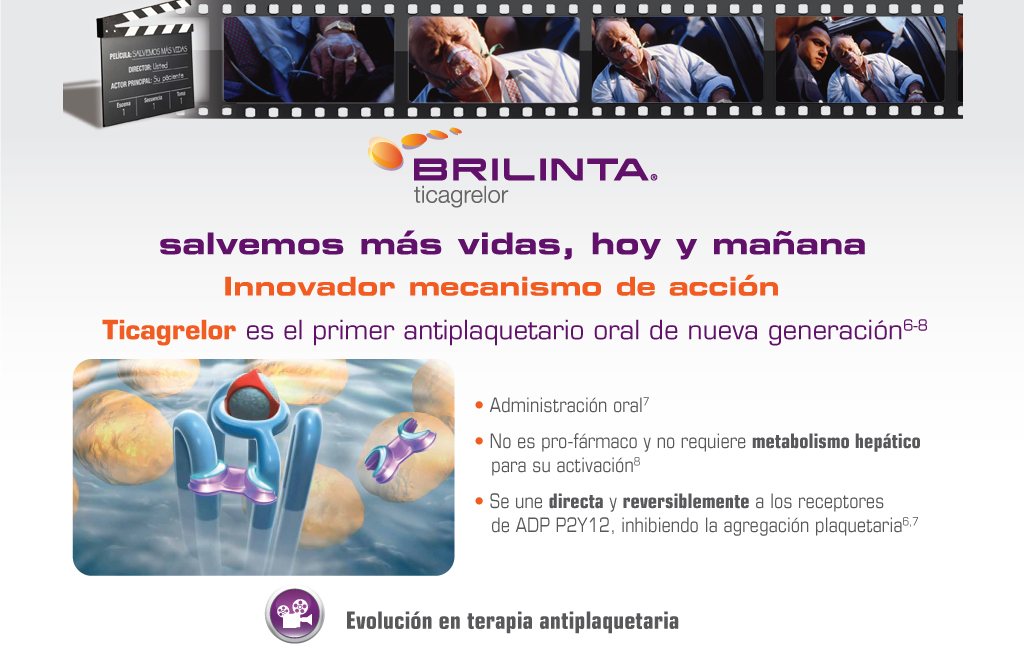 PELÍCULA: SALVEMOS MÁS VIDAS
DIRECTOR: Usted
ACTOR PRINCIPAL: Su paciente
Escena Secuencia Toma
1 1 1
BRILINTA®
ticagrelor
salvemos más vidas, hoy y mañana
Innovador mecanismo de acción
Ticagrelor es el primer antiplaquetario oral de nueva generación6-8
• Administración oral7
• No es pro-fármaco y no requiere metabolismo hepático
para su activación8
• Se une directa y reversiblemente a los receptores
de ADP P2Y12, inhibiendo la agregación plaquetaria6,7
Evolución en terapia antiplaquetaria